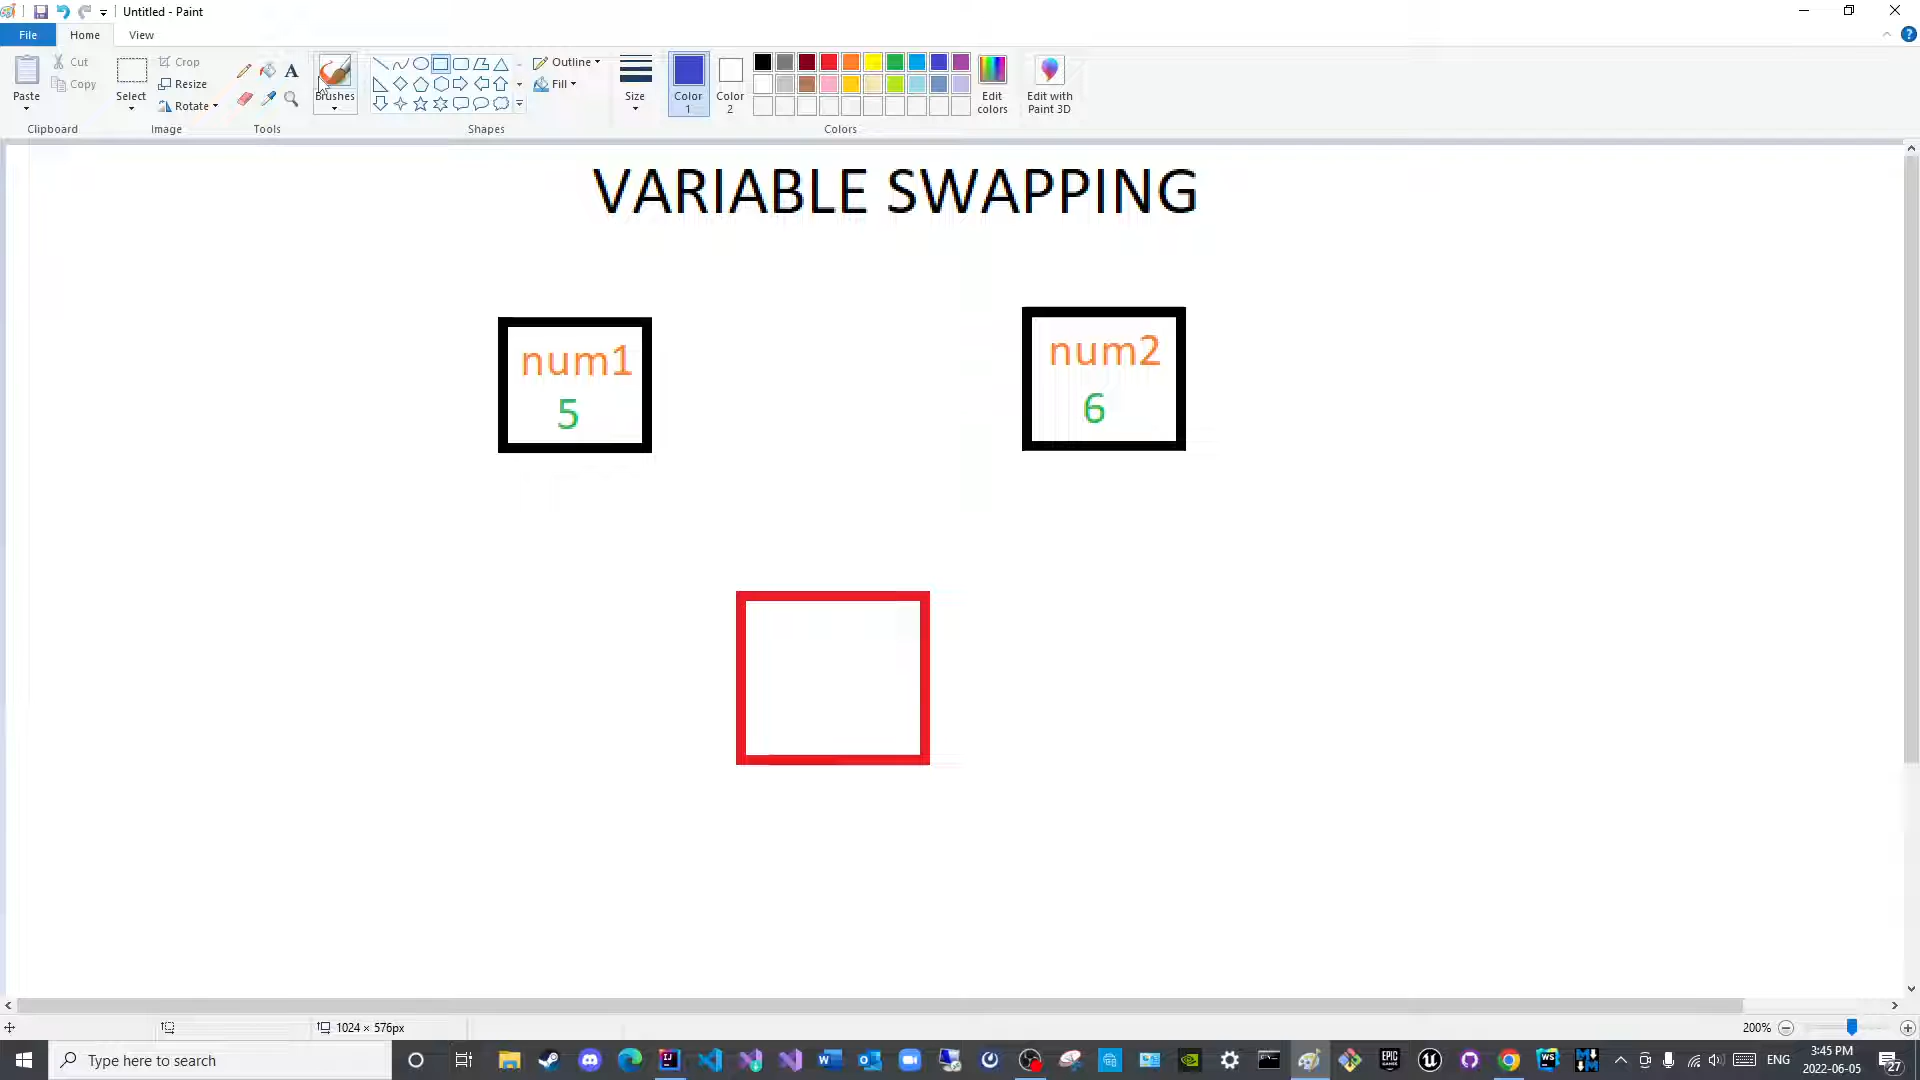 Untitled - Paint
File Home View
Paste
Cut
Copy
Clipboard
Select
Crop
Resize
Rotate
Image
A
Tools
Brushes
Shapes
Outline
Fill
Size
Color
1
Color
2
Edit
colors
Colors
Edit with
Paint 3D
VARIABLE SWAPPING
num1
5
num2
6
1024 × 576px
200%
Type here to search
ENG
3:45 PM
2022-06-05
27